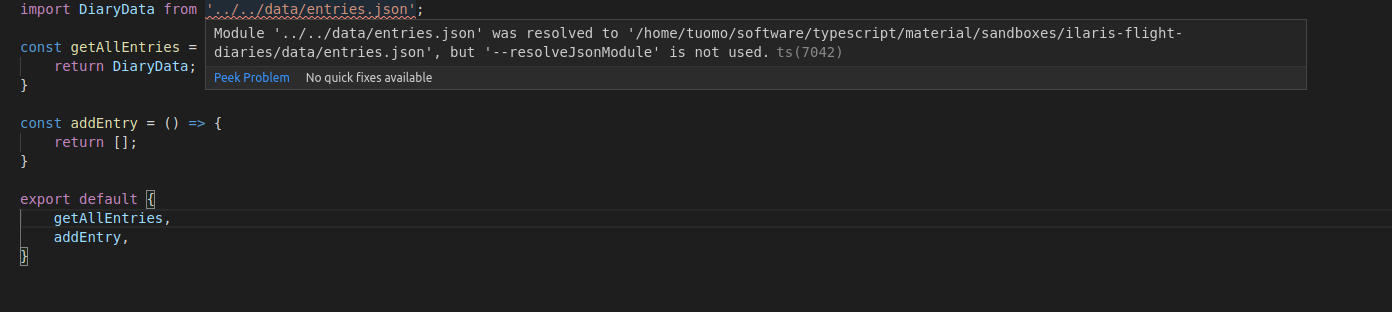 import DiaryData from '../../data/entries.json';
Module '../../data/entries.json' was resolved to '/home/tuomo/software/typescript/material/sandboxes/ilaris-flight-
diaries/data/entries.json', but '--resolveJsonModule' is not used. ts(7042)
Peek Problem No quick fixes available
const getAllEntries =
return DiaryData;
}
const addEntry = () => {
return [];
}
export default {
getAllEntries,
addEntry,
}